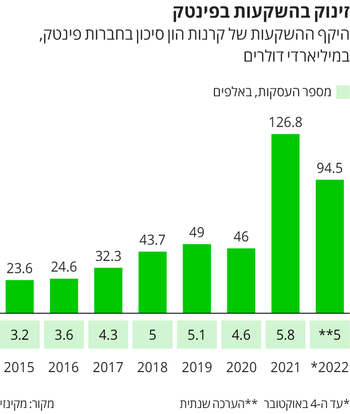 זינוק בהשקעות בפינטק
היקף ההשקעות של קרנות הון סיכון בחברות פינטק,
במיליארדי דולרים
מספר העסקות, באלפים
23.6 24.6 32.3 43.7 49 46 126.8 94.5
3.2 3.6 4.3 5 5.1 4.6 5.8 **5
2015 2016 2017 2018 2019 2020 2021 *2022
*עד ה-4 באוקטובר **הערכה שנתית
מקור: מקינזי